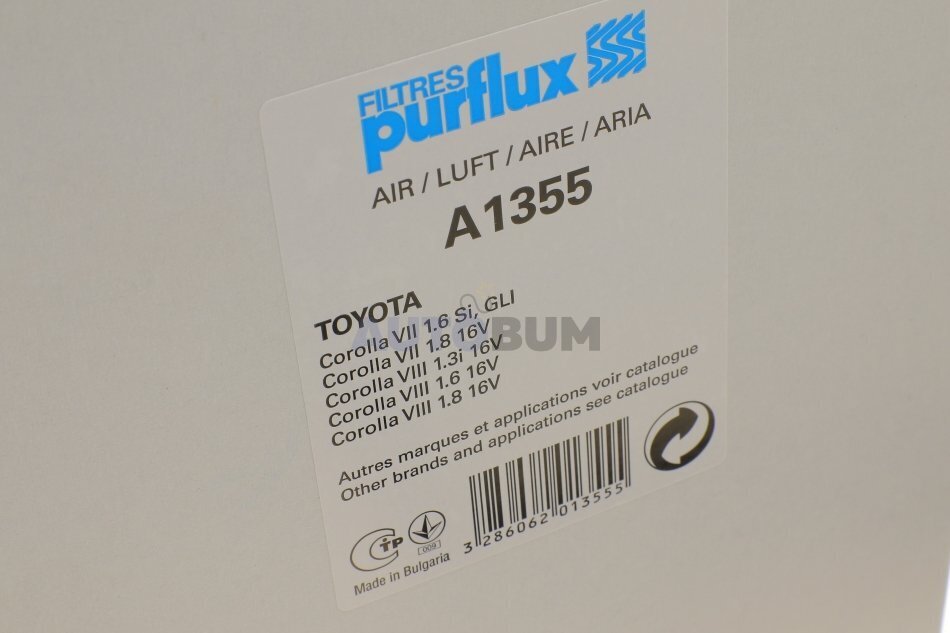 FILTRES
purflux
AIR / LUFT / AIRE / ARIA
A1355
TOYOTA
Corolla VII 1.6 Si, GLI
Corolla VII 1.8 16V
Corolla VIII 1.3i 16V
Corolla VIII 1.6 16V
Corolla VIII 1.8 16V
AUTOBUM
Autres marques et applications voir catalogue
Other brands and applications see catalogue
3 286062 013555
CTP
009
Made in Bulgaria